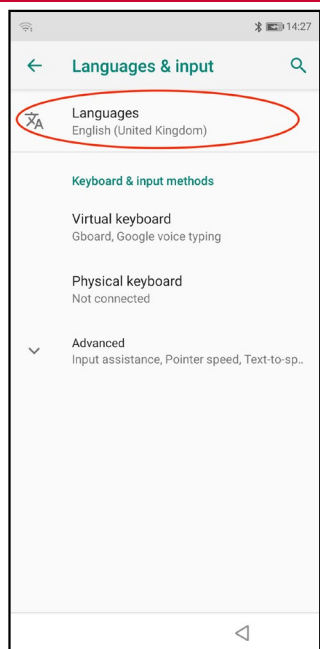 14:27
Languages & input
Languages
English (United Kingdom)
Keyboard & input methods
Virtual keyboard
Gboard, Google voice typing
Physical keyboard
Not connected
Advanced
Input assistance, Pointer speed, Text-to-sp..